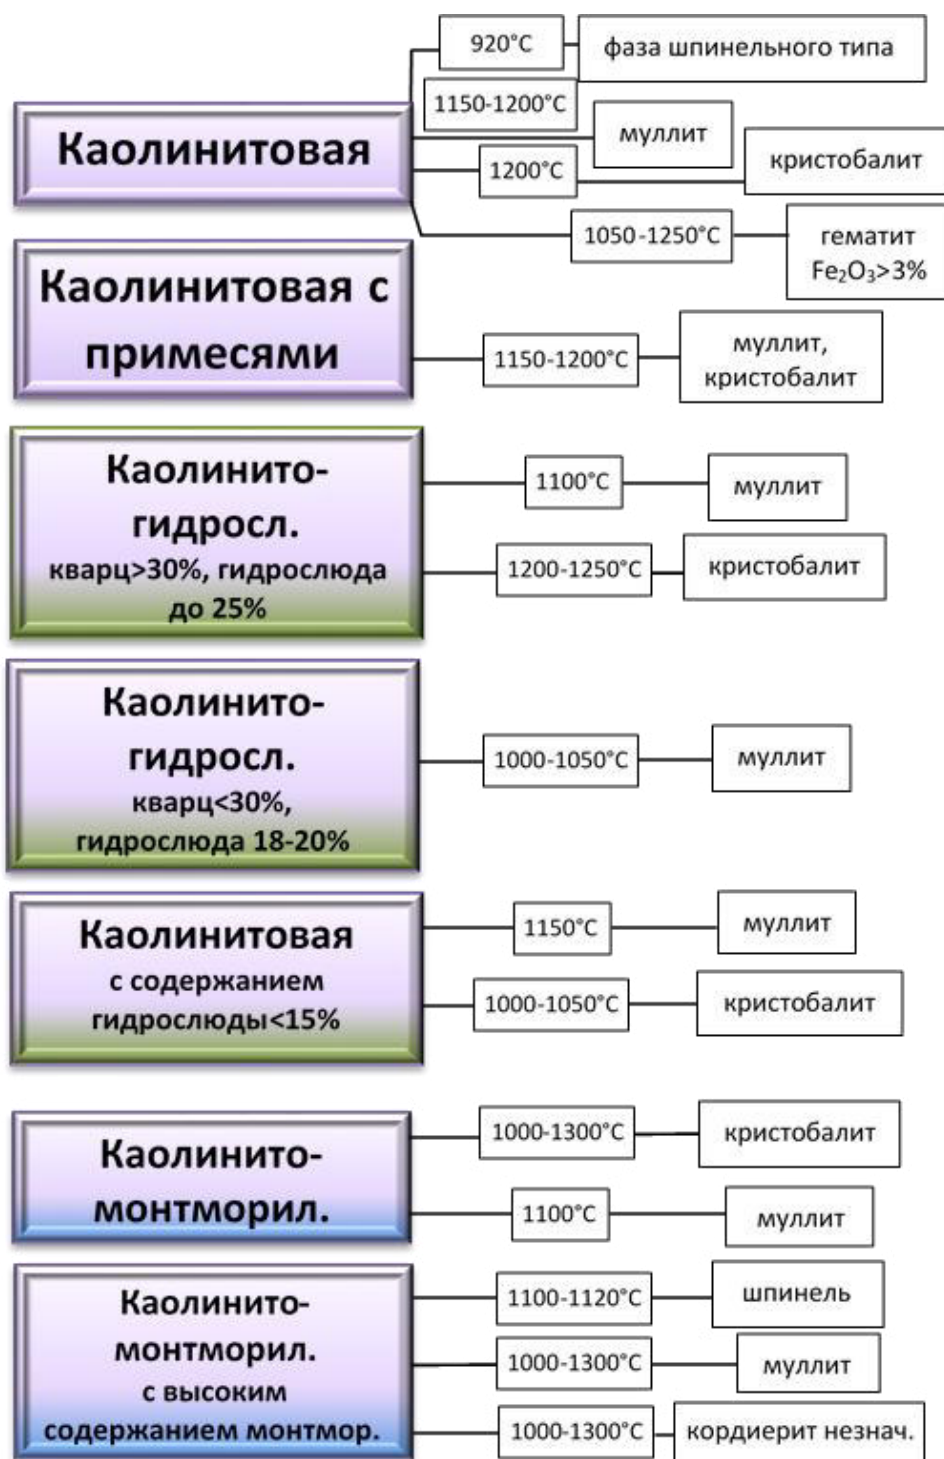 920°C
фаза шпинельного типа
1150-1200°C
Каолинитовая
муллит
1200°C
кристобалит
1050-1250°C
гематит
Fe₂O₃>3%
Каолинитовая с
примесями
1150-1200°C
муллит,
кристобалит
Каолинито-
гидросл.
кварц>30%, гидрослюда
до 25%
1100°C
муллит
1200-1250°C
кристобалит
Каолинито-
гидросл.
кварц<30%,
гидрослюда 18-20%
1000-1050°C
муллит
Каолинитовая
с содержанием
гидрослюды<15%
1150°C
муллит
1000-1050°C
кристобалит
Каолинито-
монтморил.
1000-1300°C
кристобалит
1100°C
муллит
Каолинито-
монтморил.
с высоким
содержанием монтмор.
1100-1120°C
шпинель
1000-1300°C
муллит
1000-1300°C
кордиерит незнач.